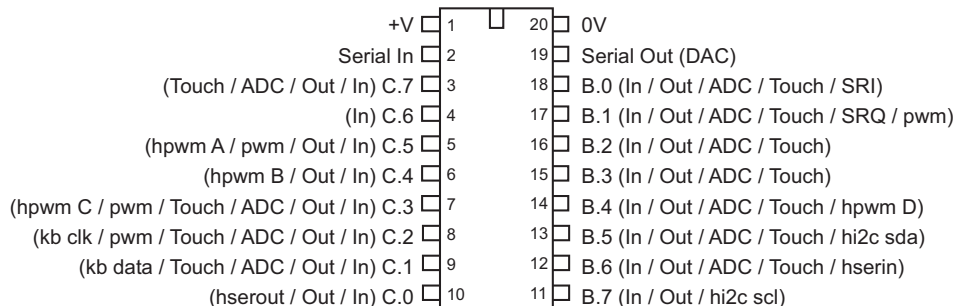 +V 1 20 0V
Serial In 2 19 Serial Out (DAC)
(Touch / ADC / Out / In) C.7 3 18 B.0 (In / Out / ADC / Touch / SRI)
(In) C.6 4 17 B.1 (In / Out / ADC / Touch / SRQ / pwm)
(hpwm A / pwm / Out / In) C.5 5 16 B.2 (In / Out / ADC / Touch)
(hpwm B / Out / In) C.4 6 15 B.3 (In / Out / ADC / Touch)
(hpwm C / pwm / Touch / ADC / Out / In) C.3 7 14 B.4 (In / Out / ADC / Touch / hpwm D)
(kb clk / pwm / Touch / ADC / Out / In) C.2 8 13 B.5 (In / Out / ADC / Touch / hi2c sda)
(kb data / Touch / ADC / Out / In) C.1 9 12 B.6 (In / Out / ADC / Touch / hserin)
(hserout / Out / In) C.0 10 11 B.7 (In / Out / hi2c scl)